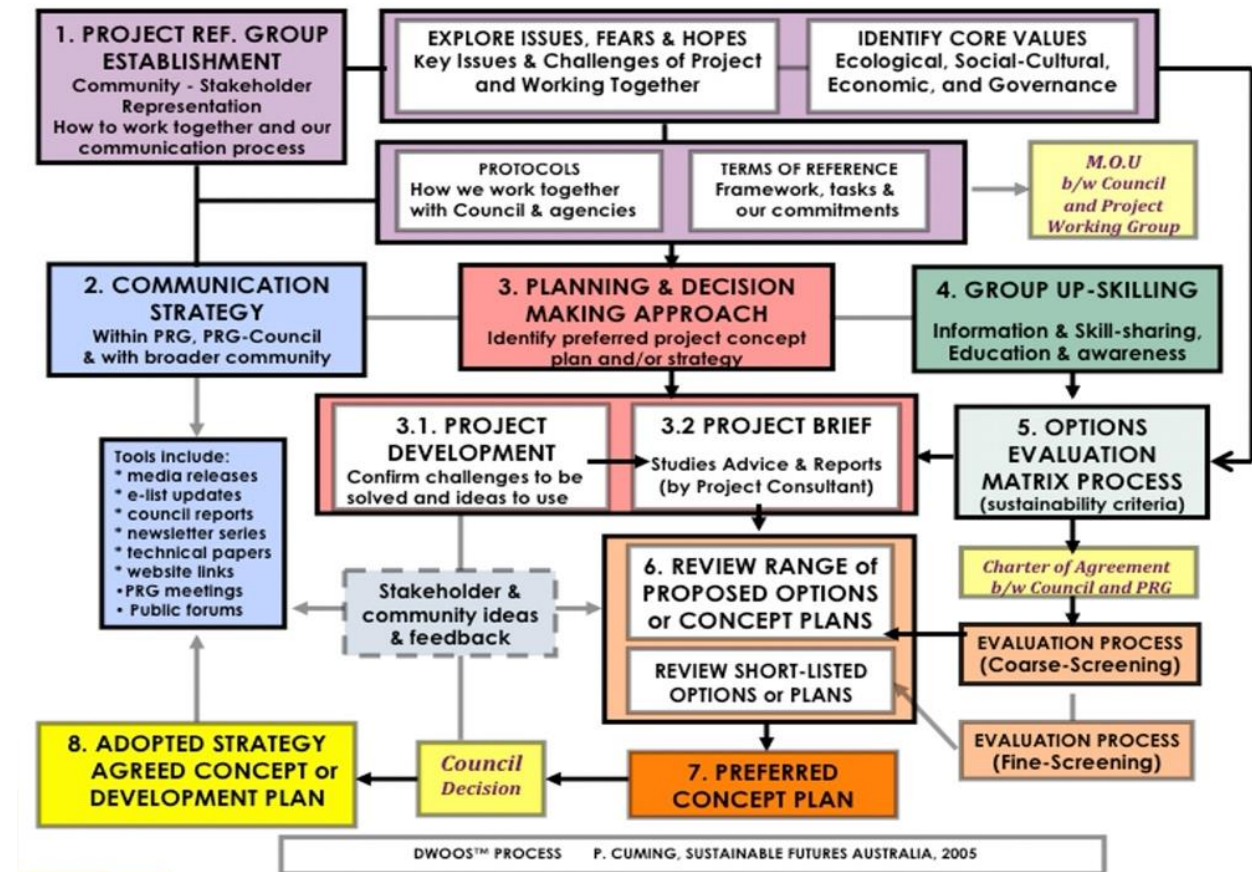 1. PROJECT REF. GROUP
ESTABLISHMENT
Community - Stakeholder
Representation
How to work together and our
communication process
EXPLORE ISSUES, FEARS & HOPES
Key Issues & Challenges of Project
and Working Together
IDENTIFY CORE VALUES
Ecological, Social-Cultural,
Economic, and Governance
PROTOCOLS
How we work together
with Council & agencies
TERMS OF REFERENCE
Framework, tasks &
our commitments
M.O.U
b/w Council
and Project
Working Group
2. COMMUNICATION
STRATEGY
Within PRG, PRG-Council
& with broader community
3. PLANNING & DECISION
MAKING APPROACH
Identify preferred project concept
plan and/or strategy
4. GROUP UP-SKILLING
Information & Skill-sharing,
Education & awareness
3.1. PROJECT
DEVELOPMENT
Confirm challenges to be
solved and ideas to use
3.2 PROJECT BRIEF
Studies Advice & Reports
(by Project Consultant)
5. OPTIONS
EVALUATION
MATRIX PROCESS
(sustainability criteria)
Tools include:
* media releases
* e-list updates
* council reports
* newsletter series
* technical papers
* website links
•PRG meetings
• Public forums
Stakeholder &
community ideas
& feedback
6. REVIEW RANGE of
PROPOSED OPTIONS
or CONCEPT PLANS
REVIEW SHORT-LISTED
OPTIONS or PLANS
Charter of Agreement
b/w Council and PRG
EVALUATION PROCESS
(Coarse-Screening)
EVALUATION PROCESS
(Fine-Screening)
8. ADOPTED STRATEGY
AGREED CONCEPT or
DEVELOPMENT PLAN
Council
Decision
7. PREFERRED
CONCEPT PLAN
DWOOS™ PROCESS P. CUMING, SUSTAINABLE FUTURES AUSTRALIA, 2005